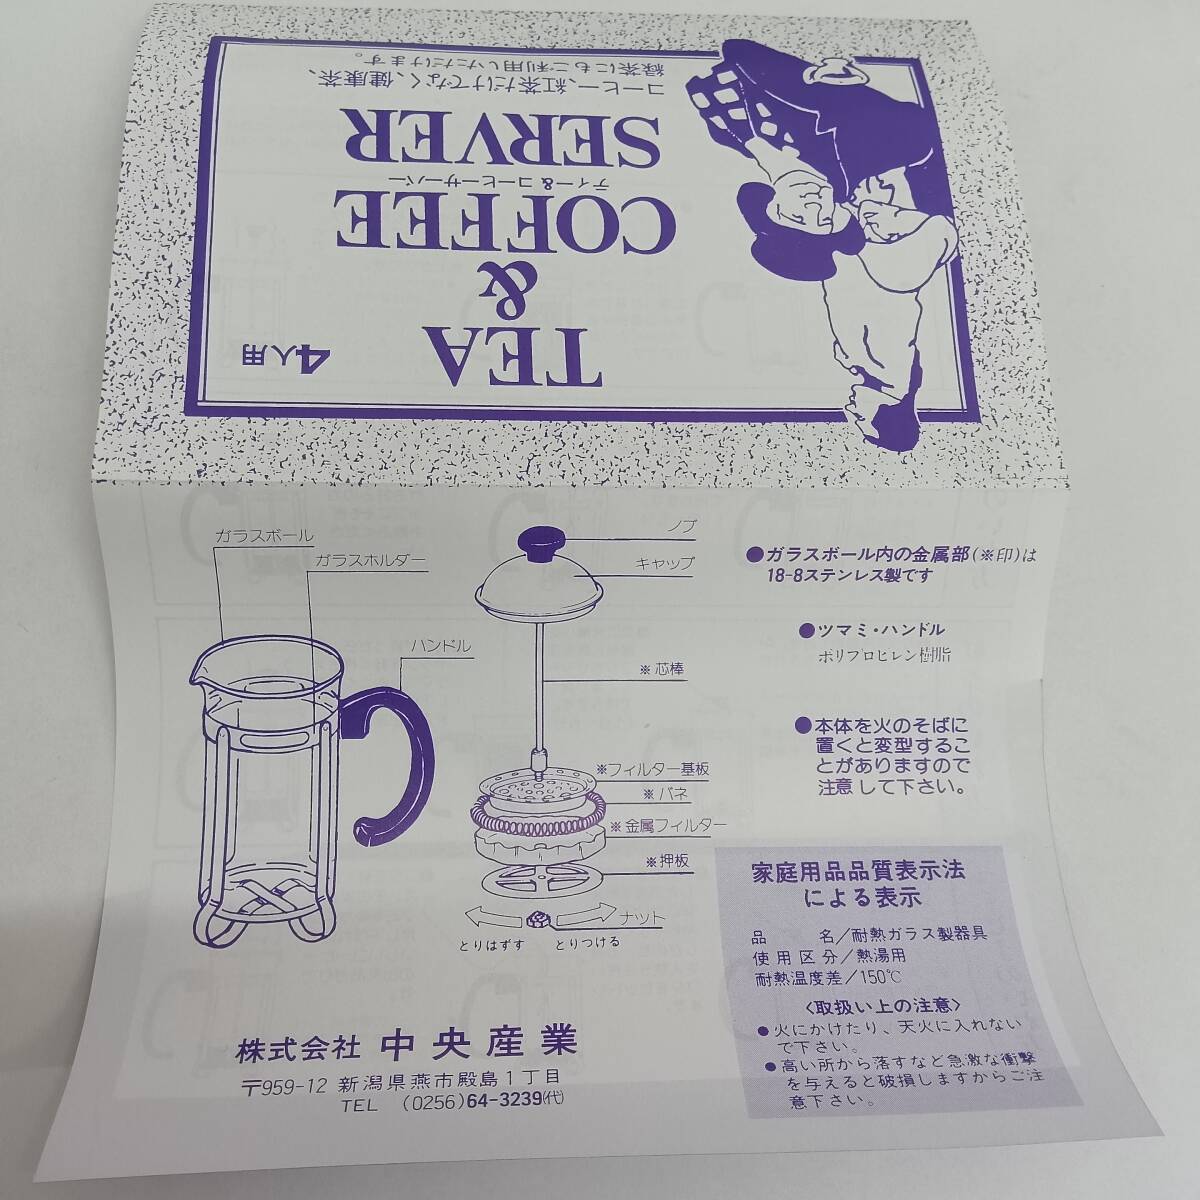 TEA
&
COFFEE
ティー&コーヒーサーバー
SERVER
4人用
コーヒー、紅茶だけでなく、健康茶、
緑茶にもご利用いただけます。
ガラスボール
ガラスホルダー
ハンドル
ノブ
キャップ
※芯棒
※フィルター基板
※バネ
※金属フィルター
※押板
ナット
とりはずす とりつける
●ガラスボール内の金属部(※印)は
18-8ステンレス製です
●ツマミ・ハンドル
ポリプロピレン樹脂
●本体を火のそばに
置くと変型するこ
とがありますので
注意して下さい。
家庭用品品質表示法
による表示
品名/耐熱ガラス製器具
使用区分/熱湯用
耐熱温度差/150℃
〈取扱い上の注意〉
●火にかけたり、天火に入れない
で下さい。
●高い所から落すなど急激な衝撃
を与えると破損しますからご注
意下さい。
株式会社 中央産業
〒959-12 新潟県燕市殿島1丁目
TEL (0256)64-3239(代)